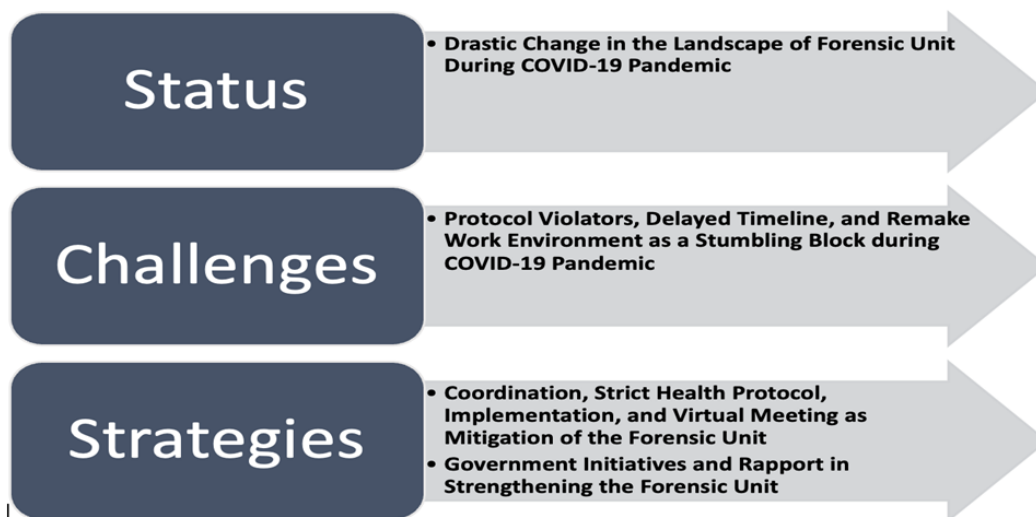 Status
• Drastic Change in the Landscape of Forensic Unit
During COVID-19 Pandemic
Challenges
• Protocol Violators, Delayed Timeline, and Remake
Work Environment as a Stumbling Block during
COVID-19 Pandemic
Strategies
• Coordination, Strict Health Protocol,
Implementation, and Virtual Meeting as
Mitigation of the Forensic Unit
• Government Initiatives and Rapport in
Strengthening the Forensic Unit